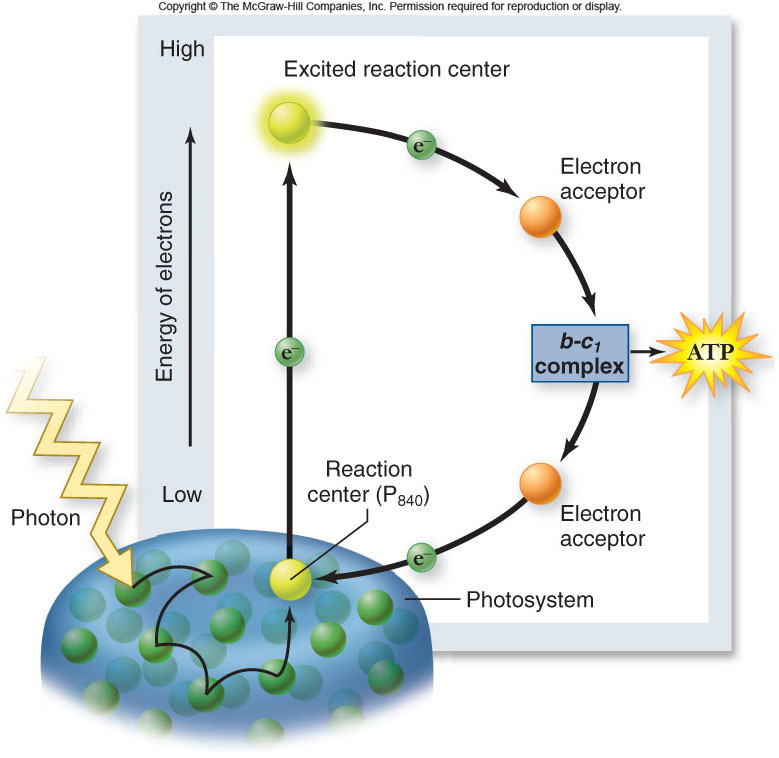 Copyright © The McGraw-Hill Companies, Inc. Permission required for reproduction or display.
High
Excited reaction center
e⁻
Electron
acceptor
Energy of electrons
b-c₁
complex
ATP
e⁻
Reaction
center (P₈₄₀)
Low
Photon
Electron
acceptor
e⁻
Photosystem